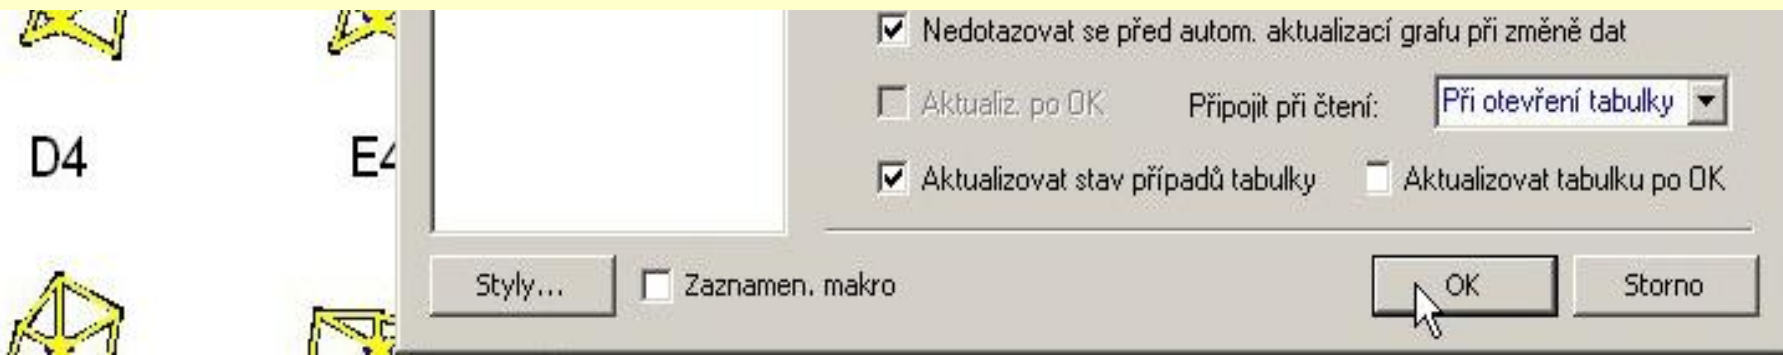 Nedotazovat se před autom. aktualizací grafu při změně dat
Aktualiz. po OK Připojit při čtení: Při otevření tabulky
D4 E4
Aktualizovat stav případů tabulky Aktualizovat tabulku po OK
Styly... Zaznamen. makro OK Storno